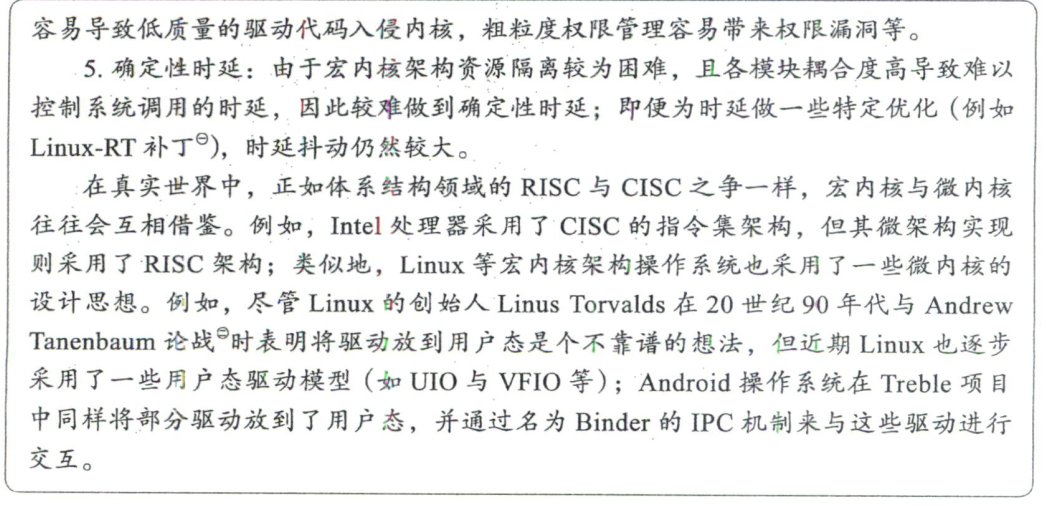 容易导致低质量的驱动代码入侵内核，粗粒度权限管理容易带来权限漏洞等。
5. 确定性时延：由于宏内核架构资源隔离较为困难，且各模块耦合度高导致难以
控制系统调用的时延，因此较难做到确定性时延；即便为时延做一些特定优化（例如
Linux-RT 补丁㊀），时延抖动仍然较大。
在真实世界中，正如体系结构领域的 RISC 与 CISC 之争一样，宏内核与微内核
往往会互相借鉴。例如，Intel 处理器采用了 CISC 的指令集架构，但其微架构实现
则采用了 RISC 架构；类似地，Linux 等宏内核架构操作系统也采用了一些微内核的
设计思想。例如，尽管 Linux 的创始人 Linus Torvalds 在 20 世纪 90 年代与 Andrew
Tanenbaum 论战㊁时表明将驱动放到用户态是个不靠谱的想法，但近期 Linux 也逐步
采用了一些用户态驱动模型（如 UIO 与 VFIO 等）；Android 操作系统在 Treble 项目
中同样将部分驱动放到了用户态，并通过名为 Binder 的 IPC 机制来与这些驱动进行
交互。